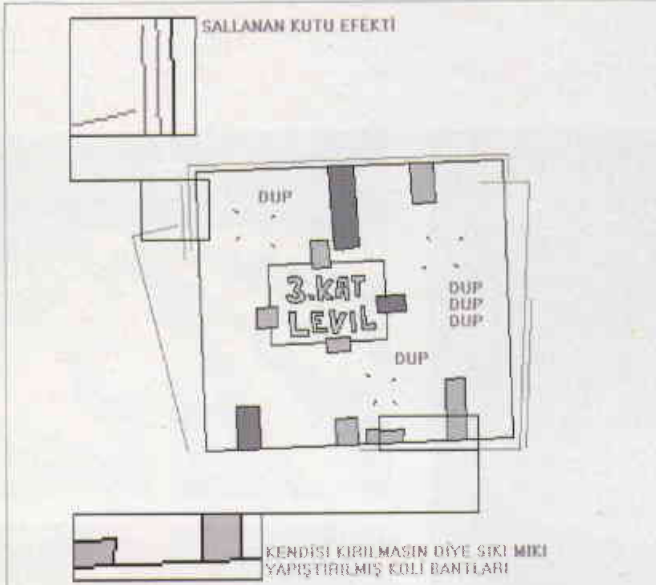 SALLANAN KUTU EFEKTİ
DUP
3.KAT
LEVIL
DUP
DUP
DUP
DUP
KENDİSİ KIRILMASIN DİYE SIKI MIKI
YAPIŞTIRILMIŞ KOLİ BANTLARI